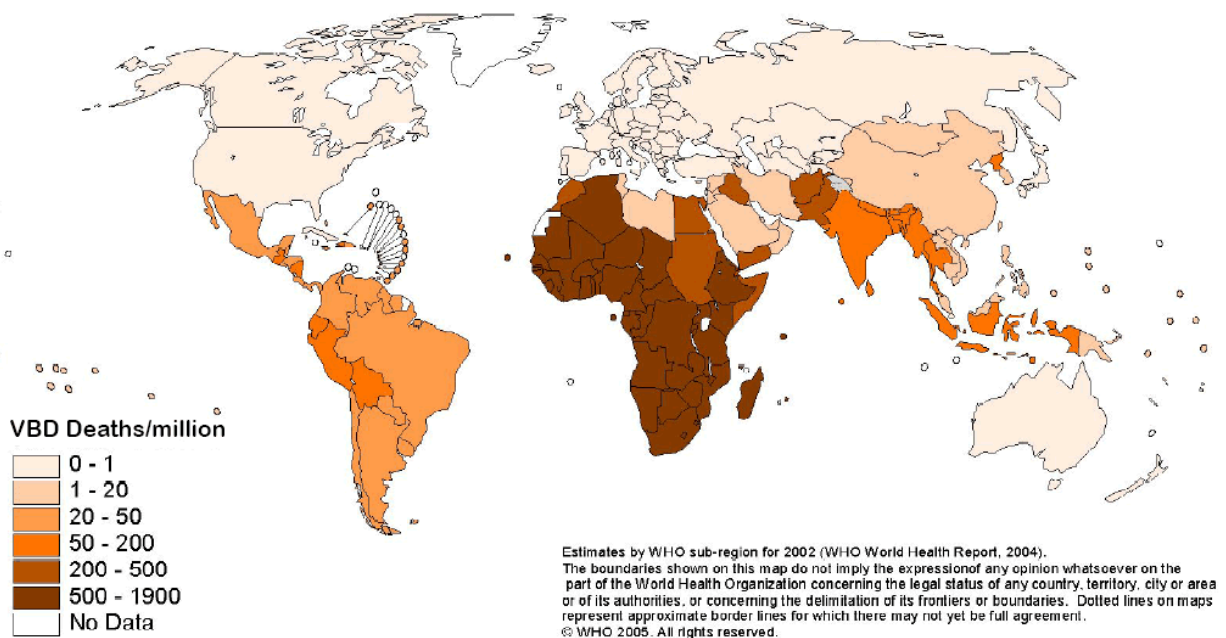 VBD Deaths/million
0 - 1
1 - 20
20 - 50
50 - 200
200 - 500
500 - 1900
No Data
Estimates by WHO sub-region for 2002 (WHO World Health Report, 2004).
The boundaries shown on this map do not imply the expressionof any opinion whatsoever on the
part of the World Health Organization concerning the legal status of any country, territory, city or area
or of its authorities, or concerning the delimitation of its frontiers or boundaries. Dotted lines on maps
represent approximate border lines for which there may not yet be full agreement.
© WHO 2005. All rights reserved.